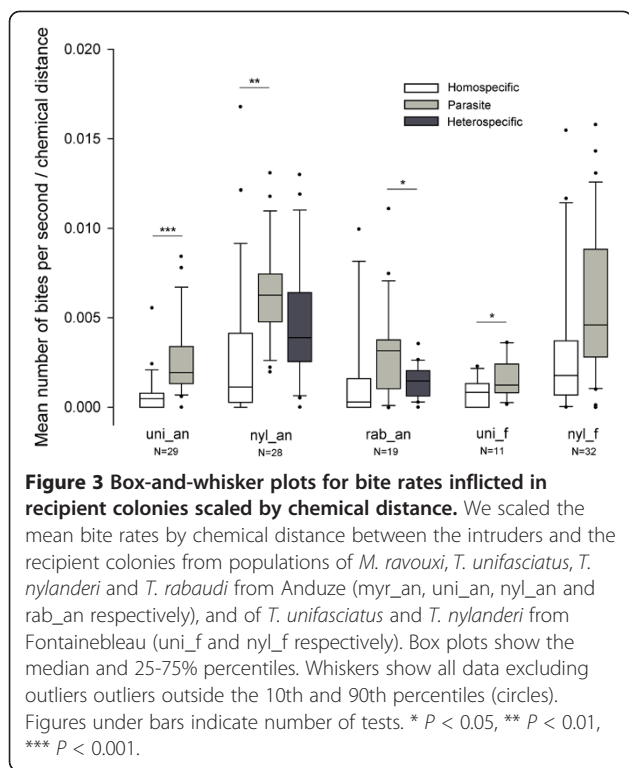 0.020
0.015
0.010
0.005
0.000
Mean number of bites per second / chemical distance
Homospecific
Parasite
Heterospecific
***
**
*
*
uni_an
nyl_an
rab_an
uni_f
nyl_f
N=29
N=28
N=19
N=11
N=32
Figure 3 Box-and-whisker plots for bite rates inflicted in
recipient colonies scaled by chemical distance. We scaled the
mean bite rates by chemical distance between the intruders and the
recipient colonies from populations of M. ravouxi, T. unifasciatus, T.
nylanderi and T. rabaudi from Anduze (myr_an, uni_an, nyl_an and
rab_an respectively), and of T. unifasciatus and T. nylanderi from
Fontainebleau (uni_f and nyl_f respectively). Box plots show the
median and 25-75% percentiles. Whiskers show all data excluding
outliers outliers outside the 10th and 90th percentiles (circles).
Figures under bars indicate number of tests. * P < 0.05, ** P < 0.01,
*** P < 0.001.